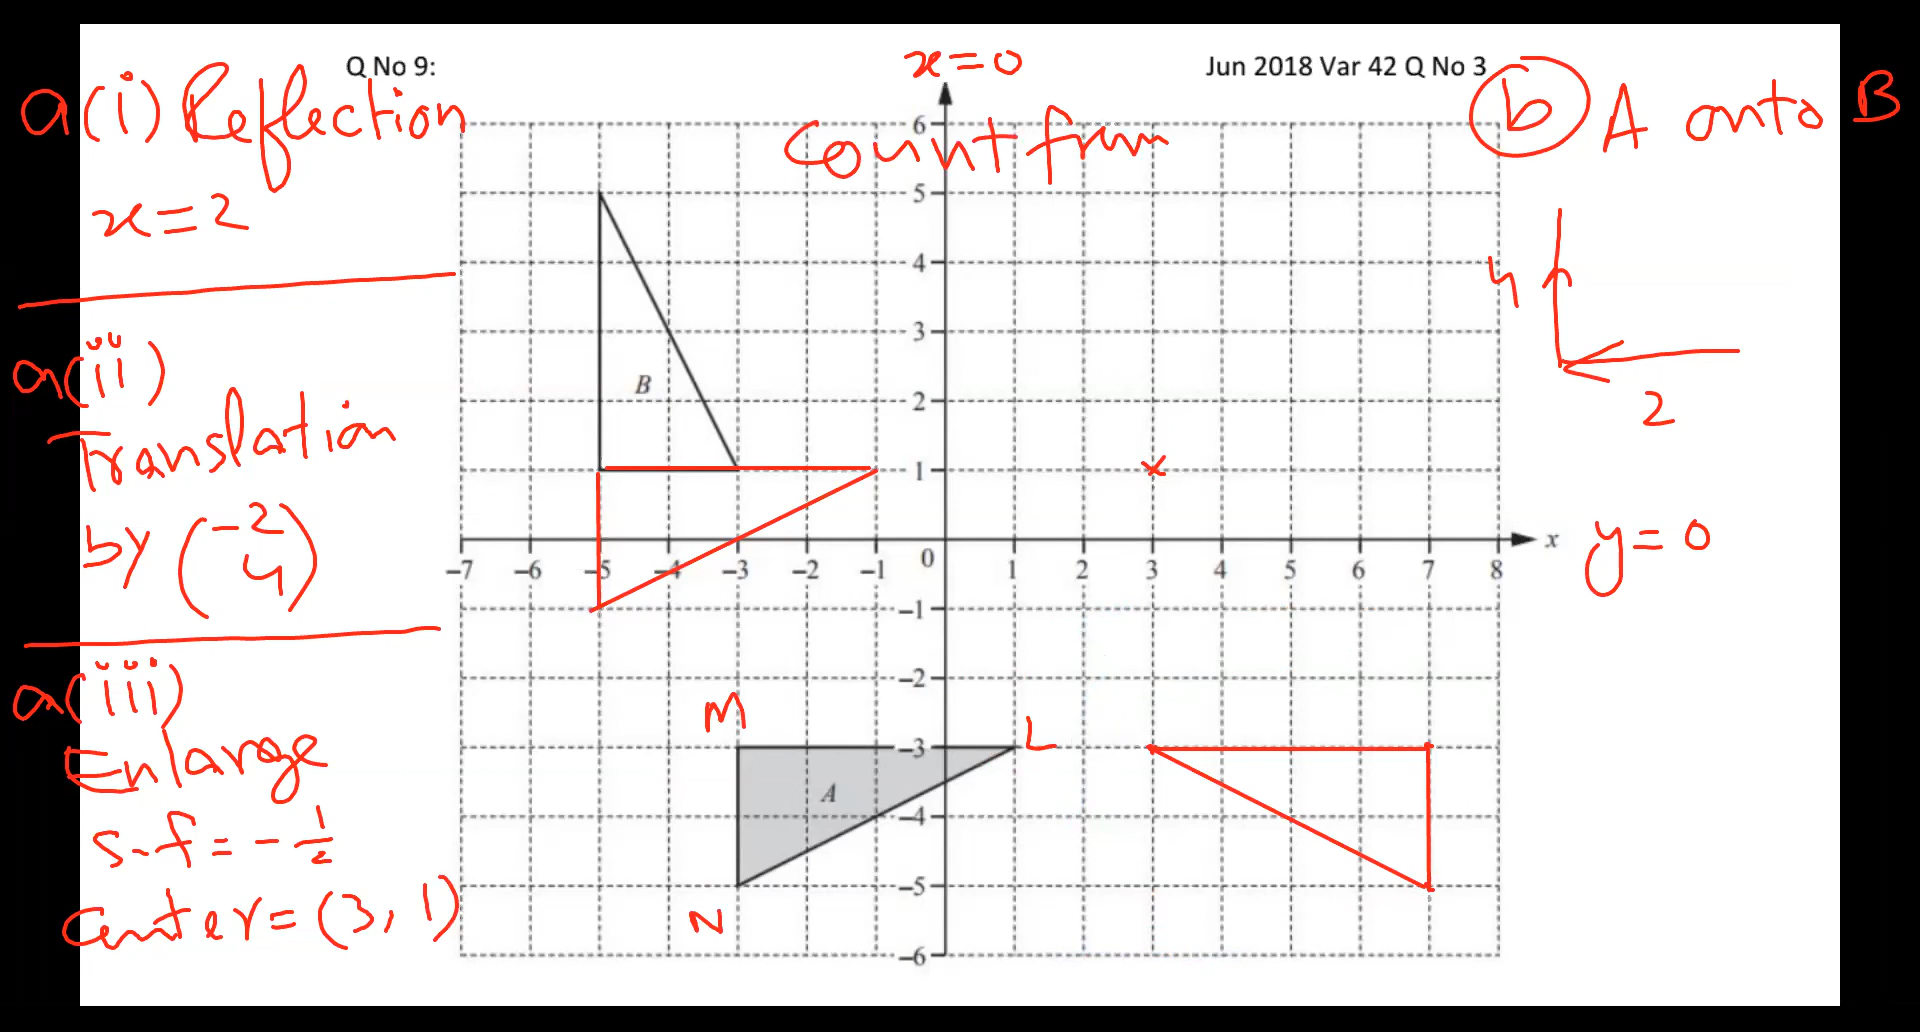 Q No 9:
Jun 2018 Var 42 Q No 3
x=0
Count from
a(i) Reflection
x=2
a(ii)
Translation
by (-2
4)
a(iii)
Enlarge
s.f = -1/2
Center = (3, 1)
b A onto B
4
2
y=0
6
5
4
3
2
1
0
-1
-2
-3
-4
-5
-6
-7 -6 -5 -4 -3 -2 -1 1 2 3 4 5 6 7 8 x
B
M
L
A
N